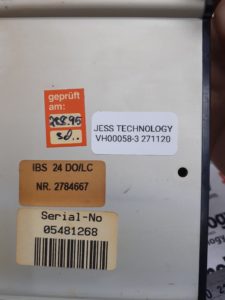 geprüft
am:
JESS TECHNOLOGY
VH00058-3 271120
IBS 24 DO/LC
NR. 2784667
Serial-No
05481268